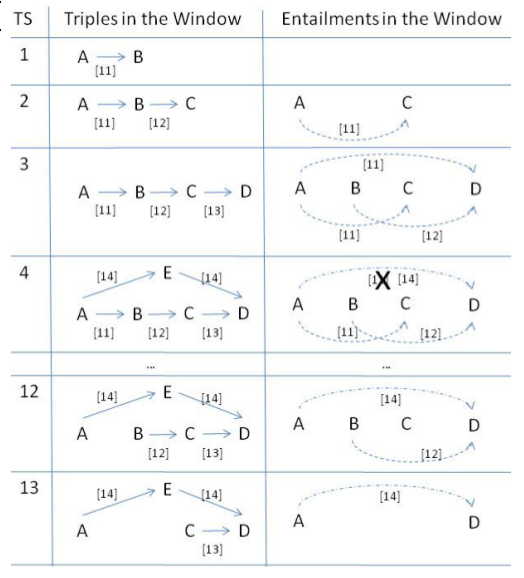 TS Triples in the Window Entailments in the Window
1 A B
[11]
2 A B C A C
[11] [12] [11]
3 [11]
A B C D A B C D
[11] [12] [13] [11] [12]
4 [14] E [14] [14]
A B C D A B C D
[11] [12] [13] [11] [12]
... ...
12 [14] E [14] [14]
A B C D A B C D
[12] [13] [12]
13 [14] E [14] [14]
A C D A D
[13]